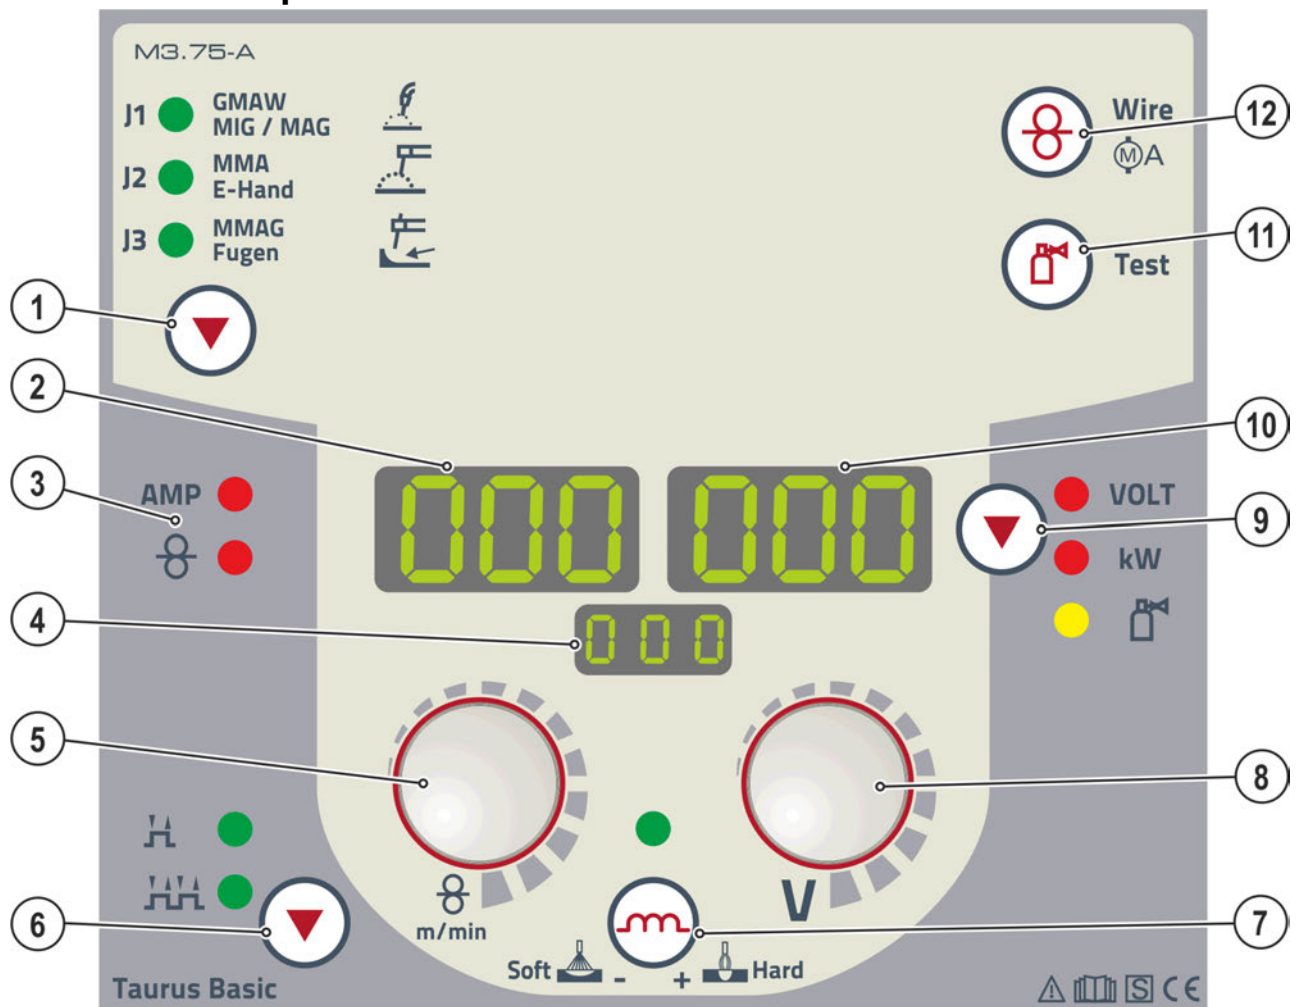 M3.75-A
J1 GMAW
MIG / MAG
J2 MMA
E-Hand
J3 MMAG
Fugen
Wire
M A
Test
12
11
1
2
10
3
AMP
000
000
VOLT
9
kW
4
000
5
8
6
m/min
V
7
Soft - + Hard
Taurus Basic
S CE